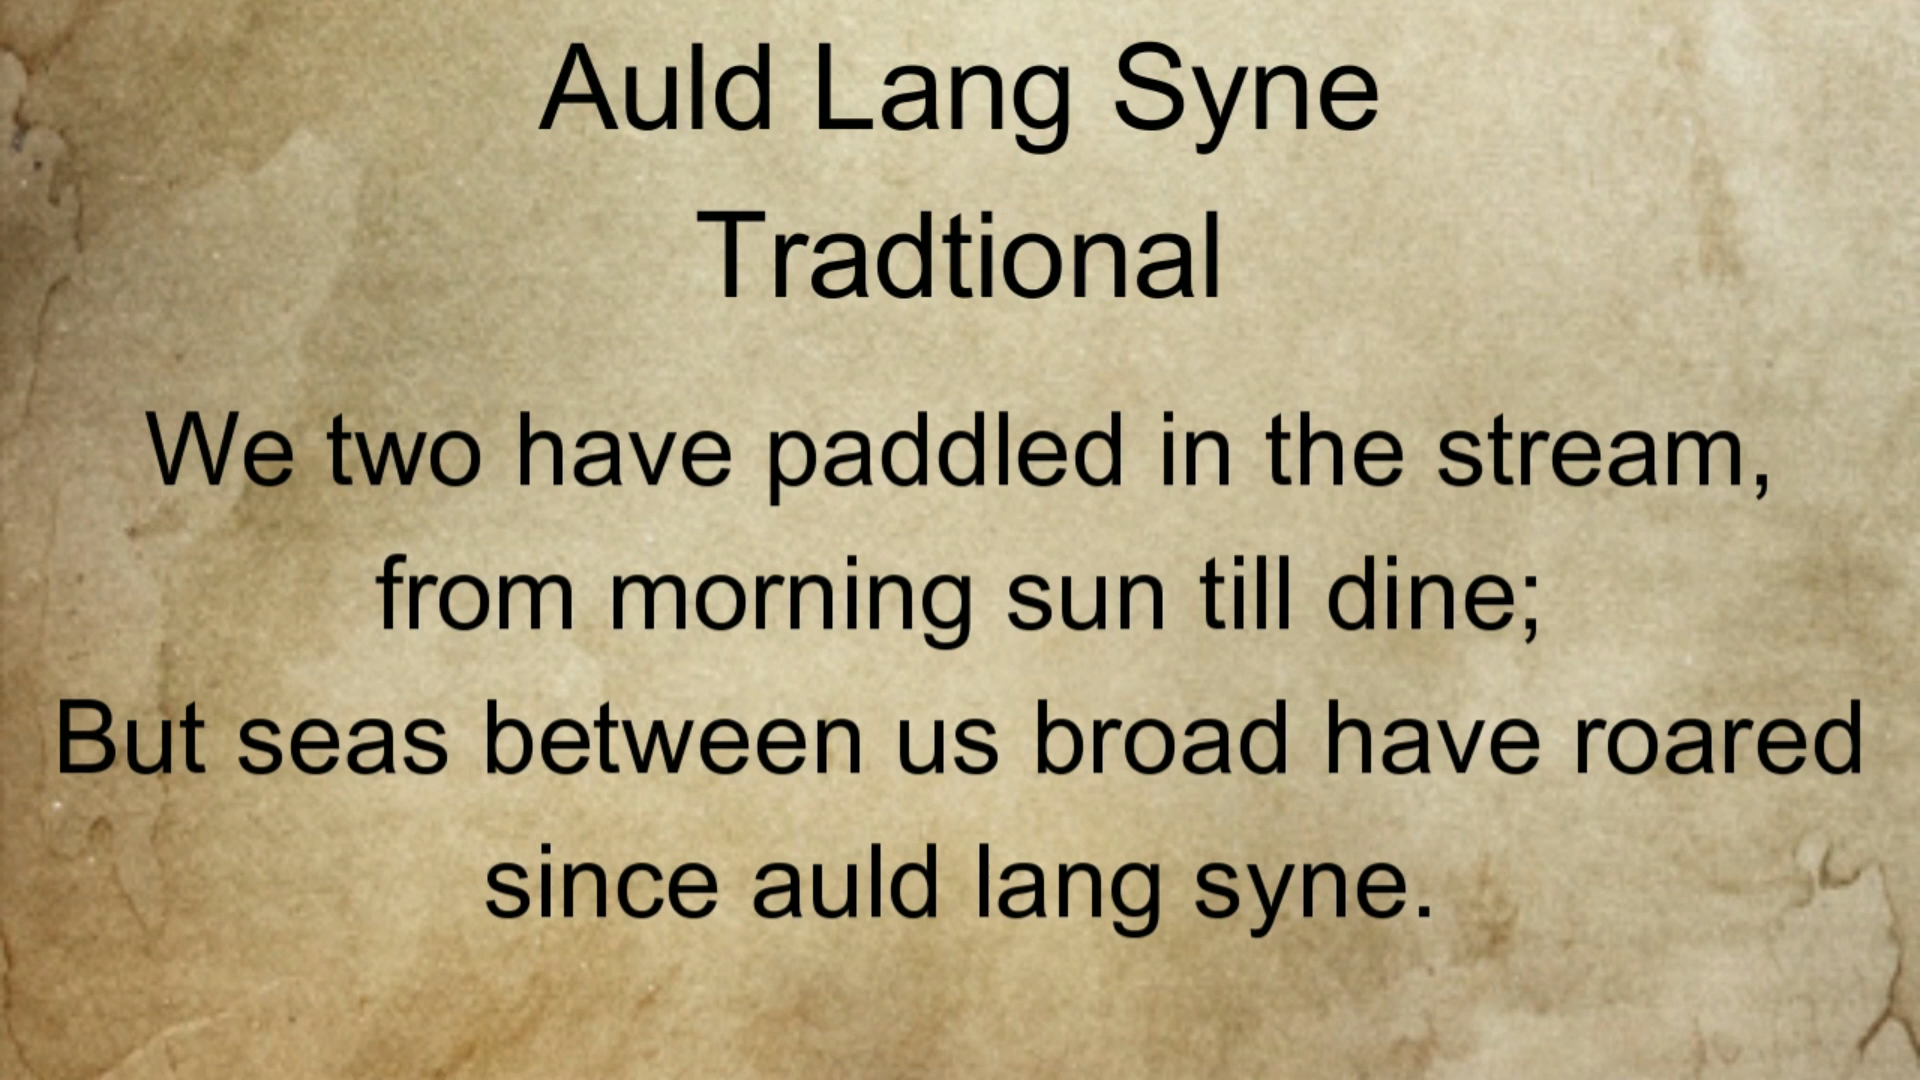 Auld Lang Syne
Tradtional
We two have paddled in the stream,
from morning sun till dine;
But seas between us broad have roared
since auld lang syne.